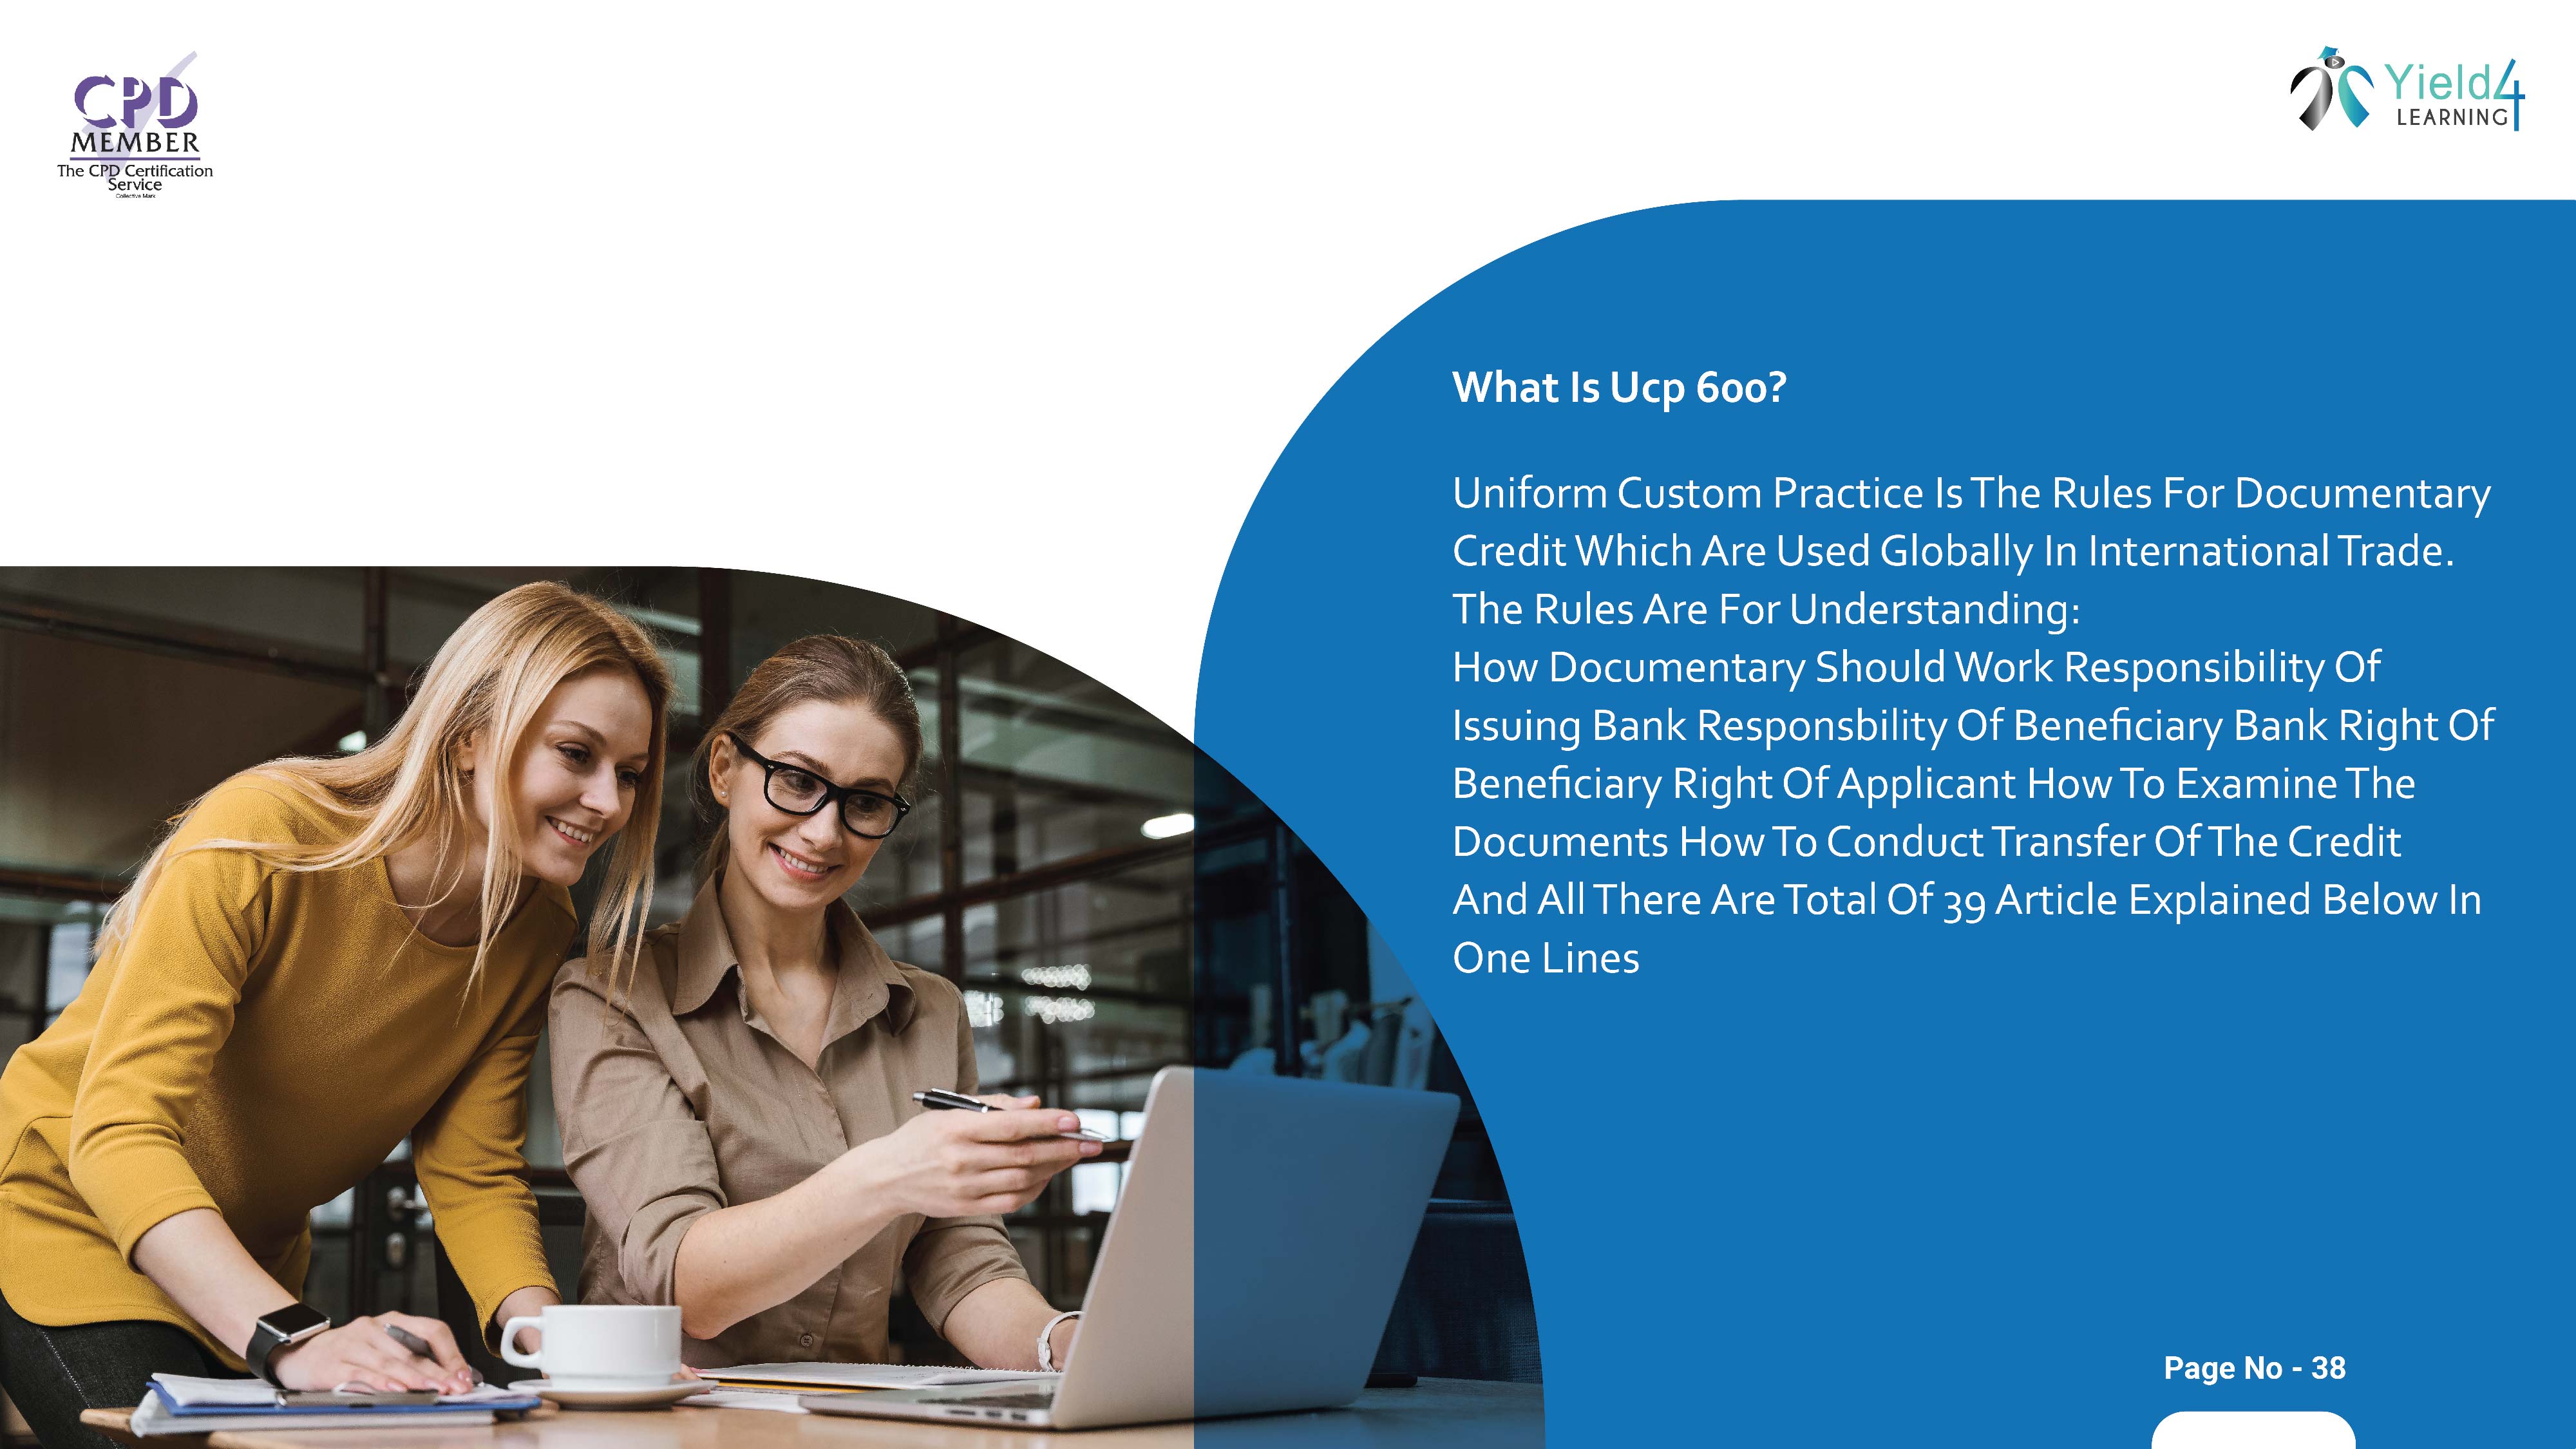 CPD
MEMBER
The CPD Certification
Service
Collective Mark
Yield4
LEARNING
What Is Ucp 600?
Uniform Custom Practice Is The Rules For Documentary
Credit Which Are Used Globally In International Trade.
The Rules Are For Understanding:
How Documentary Should Work Responsibility Of
Issuing Bank Responsbility Of Beneficiary Bank Right Of
Beneficiary Right Of Applicant How To Examine The
Documents How To Conduct Transfer Of The Credit
And All There Are Total Of 39 Article Explained Below In
One Lines
Page No - 38